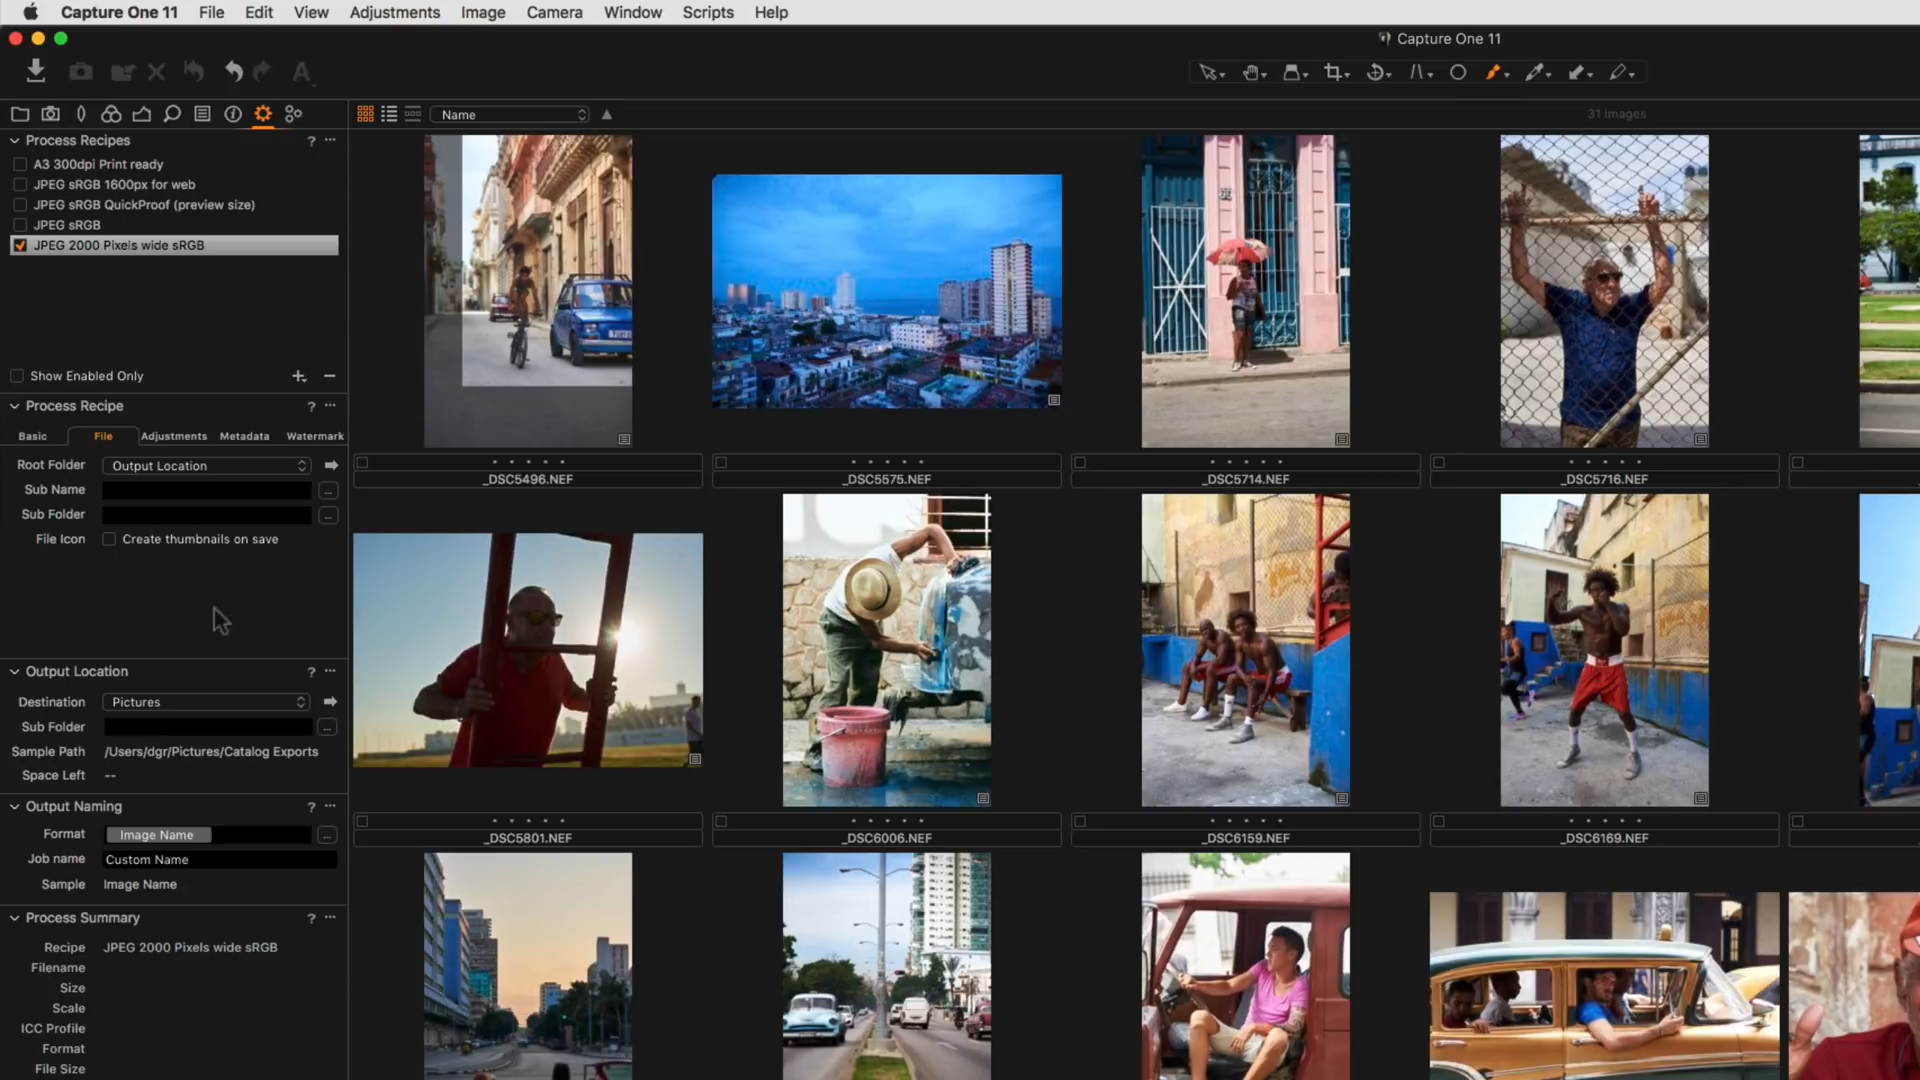 Capture One 11 File Edit View Adjustments Image Camera Window Scripts Help
Capture One 11
Name
31 images
Process Recipes ? ...
A3 300dpi Print ready
JPEG sRGB 1600px for web
JPEG sRGB QuickProof (preview size)
JPEG sRGB
JPEG 2000 Pixels wide sRGB
Show Enabled Only
Process Recipe ? ...
Basic File Adjustments Metadata Watermark
Root Folder Output Location
Sub Name ...
Sub Folder ...
File Icon Create thumbnails on save
Output Location ? ...
Destination Pictures
Sub Folder ...
Sample Path /Users/dgr/Pictures/Catalog Exports
Space Left --
Output Naming ? ...
Format Image Name ...
Job name Custom Name
Sample Image Name
Process Summary ? ...
Recipe JPEG 2000 Pixels wide sRGB
Filename
Size
Scale
ICC Profile
Format
File Size
_DSC5496.NEF
_DSC5575.NEF
_DSC5714.NEF
_DSC5716.NEF
_DSC5801.NEF
_DSC6006.NEF
_DSC6159.NEF
_DSC6169.NEF